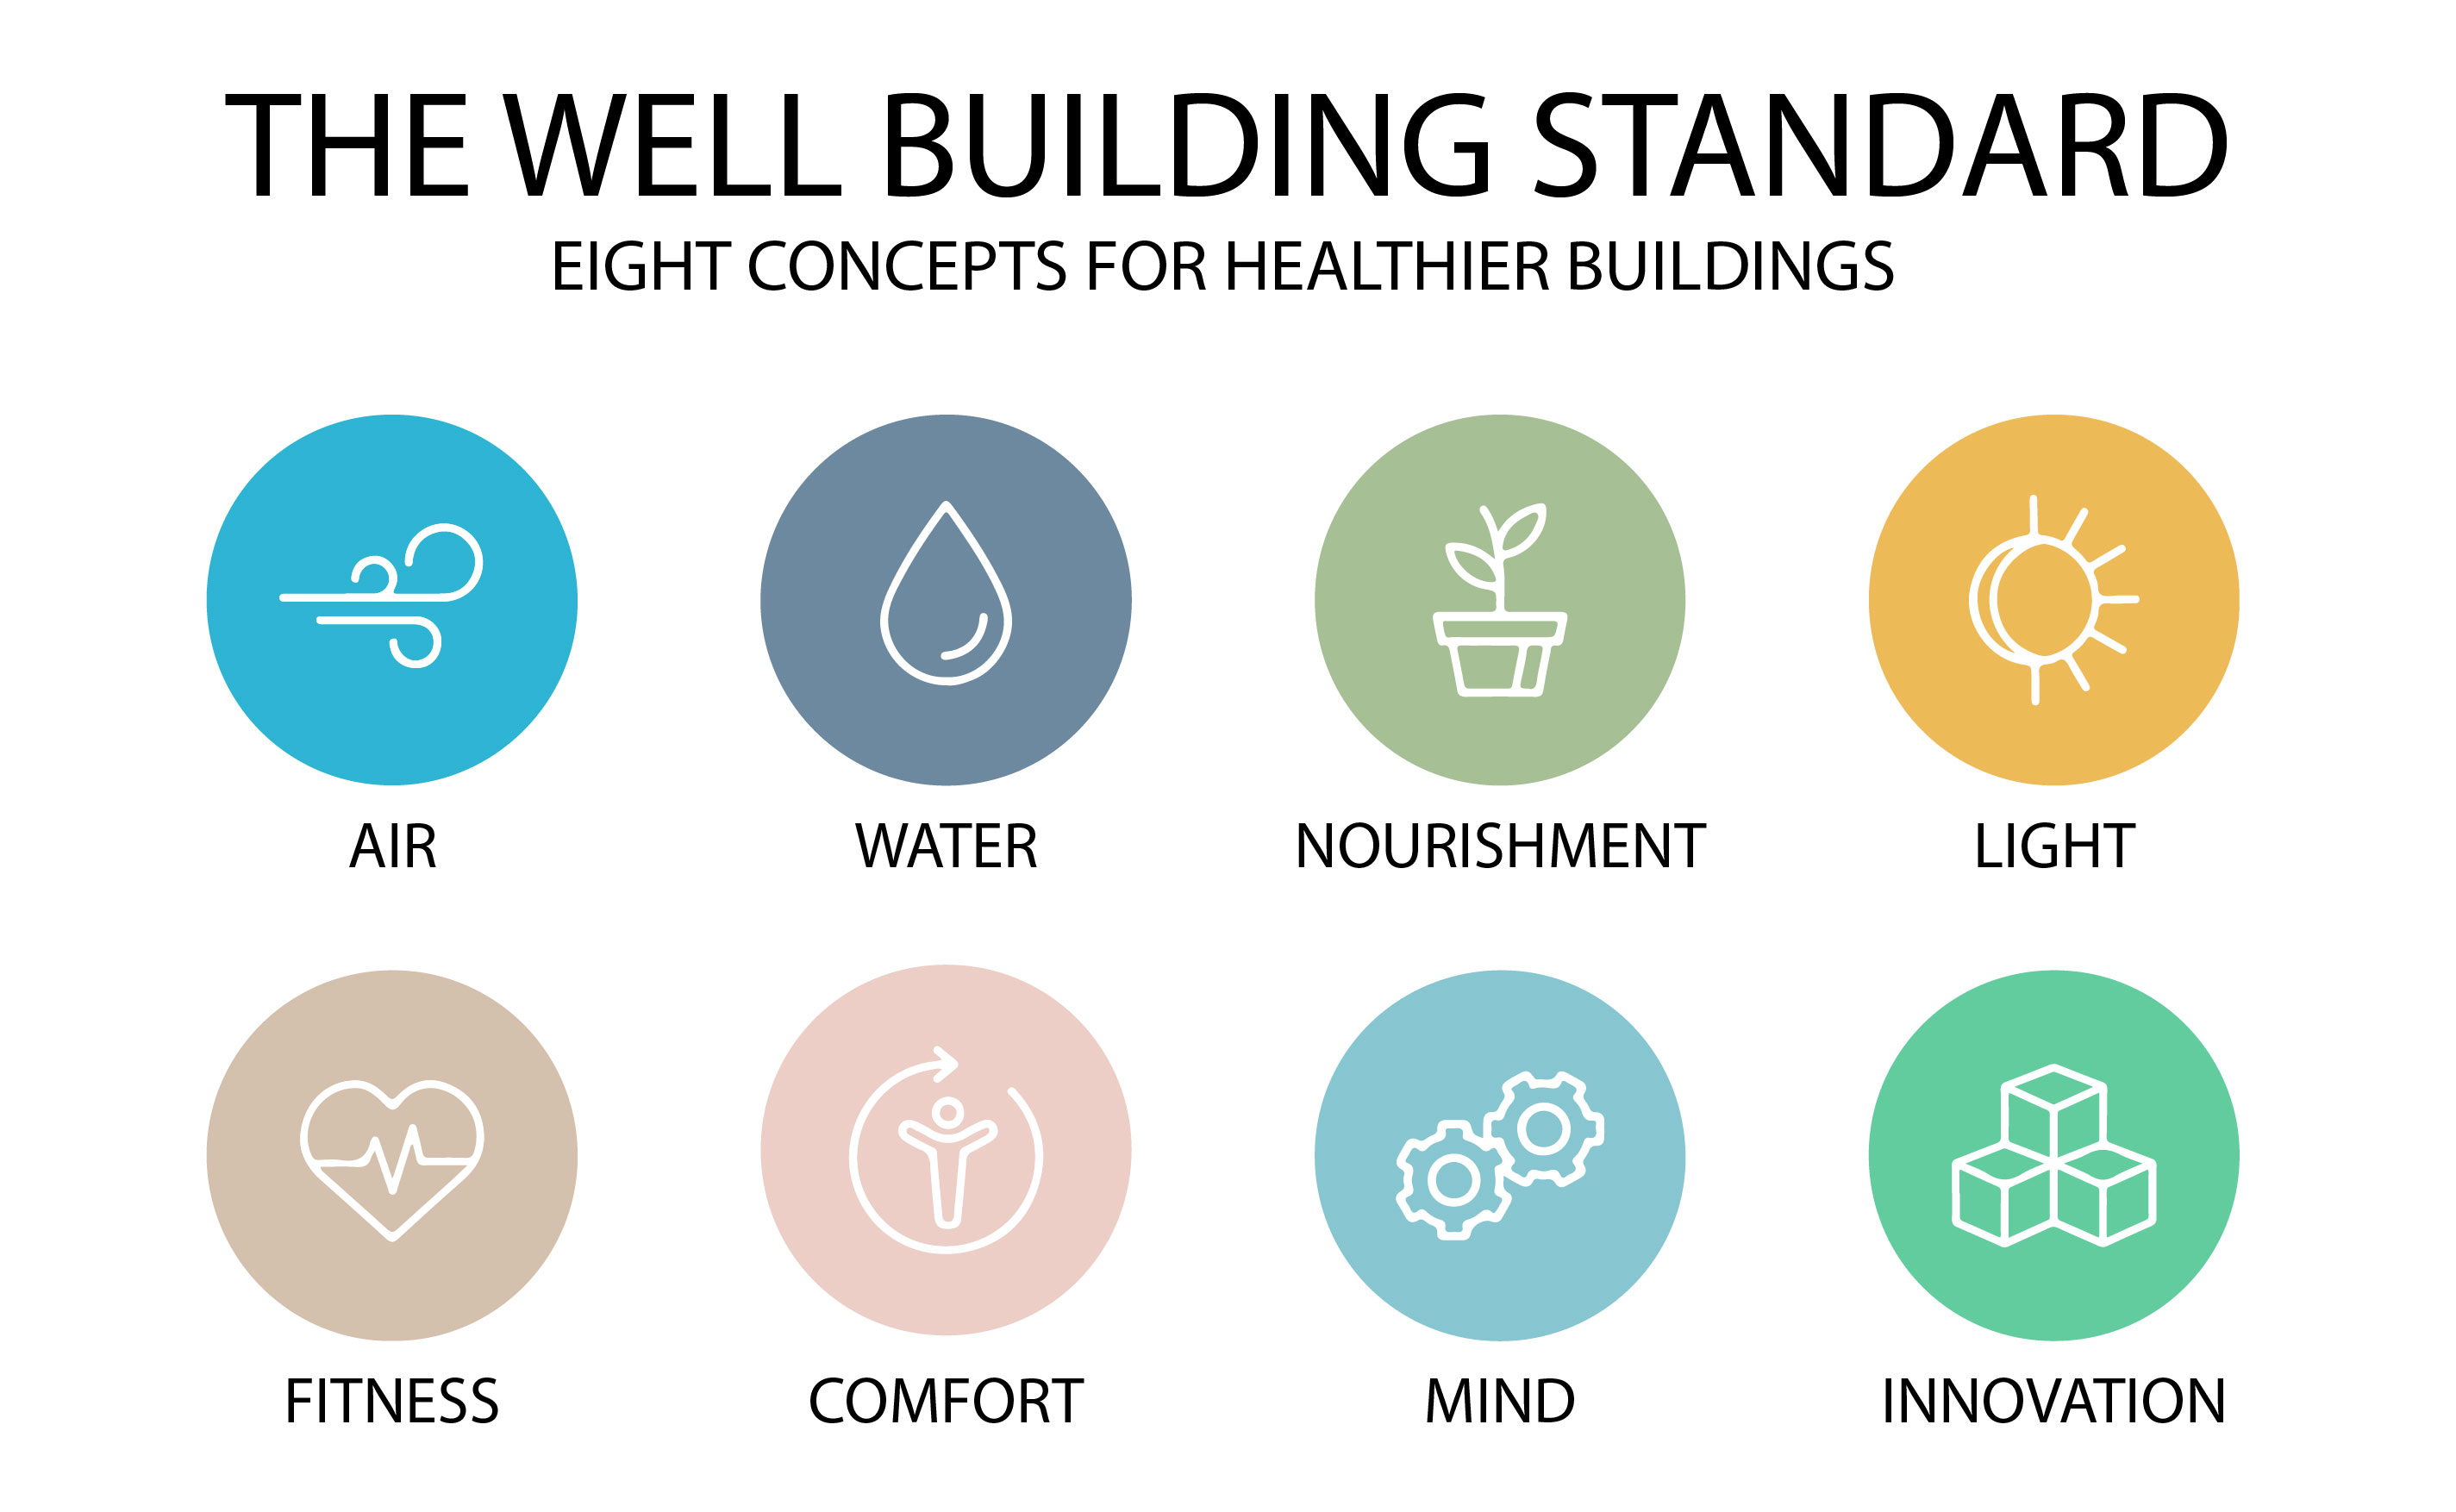 THE WELL BUILDING STANDARD
EIGHT CONCEPTS FOR HEALTHIER BUILDINGS
AIR
WATER
NOURISHMENT
LIGHT
FITNESS
COMFORT
MIND
INNOVATION